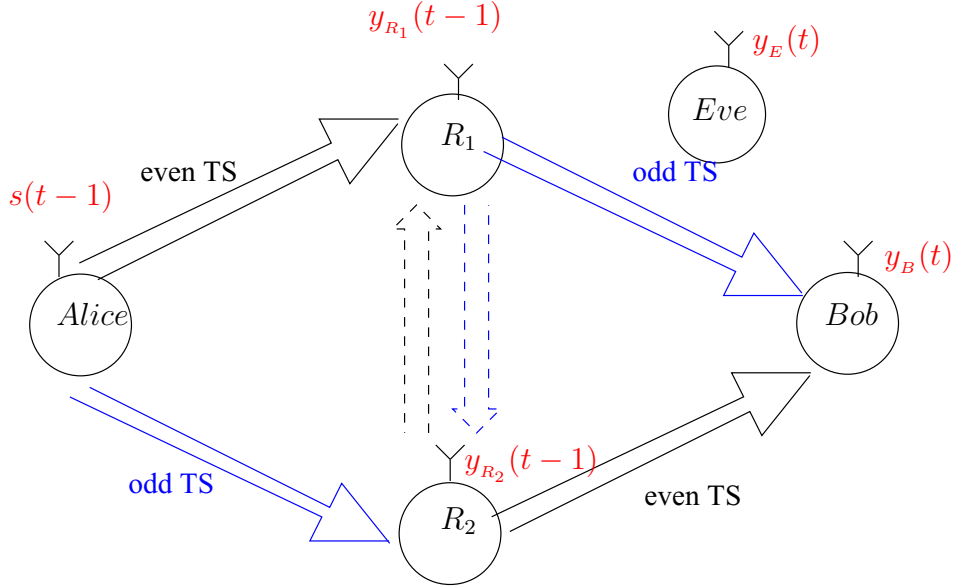 y_{R_1}(t-1)
y_E(t)
Eve
R_1
even TS
odd TS
s(t-1)
y_B(t)
Alice
Bob
y_{R_2}(t-1)
odd TS
even TS
R_2